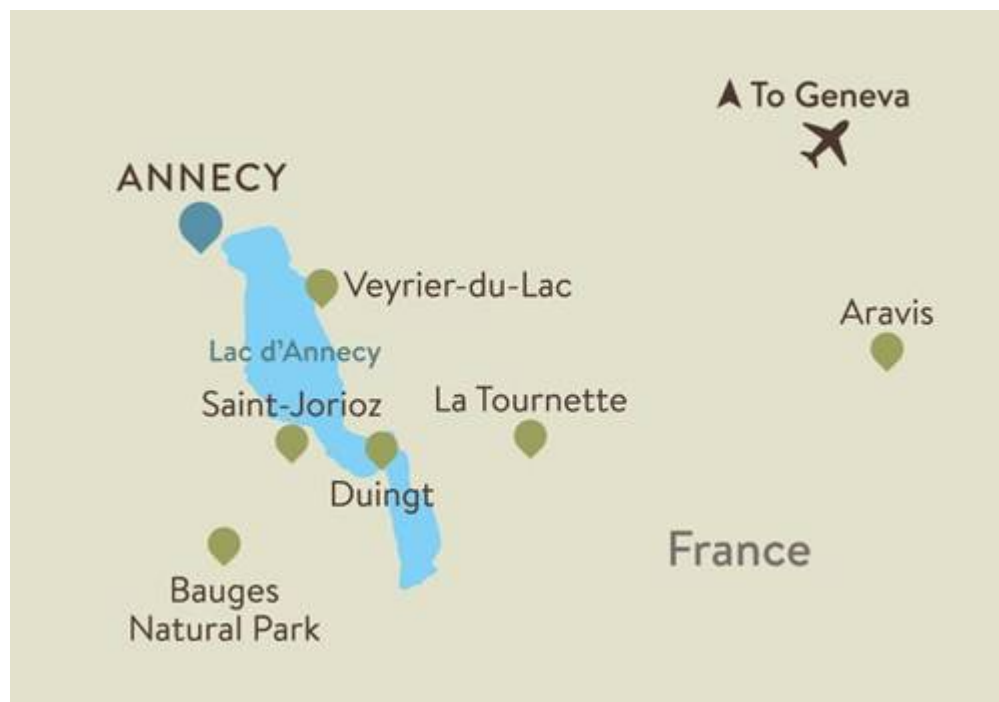 To Geneva
ANNECY
Veyrier-du-Lac
Aravis
Lac d'Annecy
Saint-Jorioz
La Tournette
Duingt
France
Bauges
Natural Park